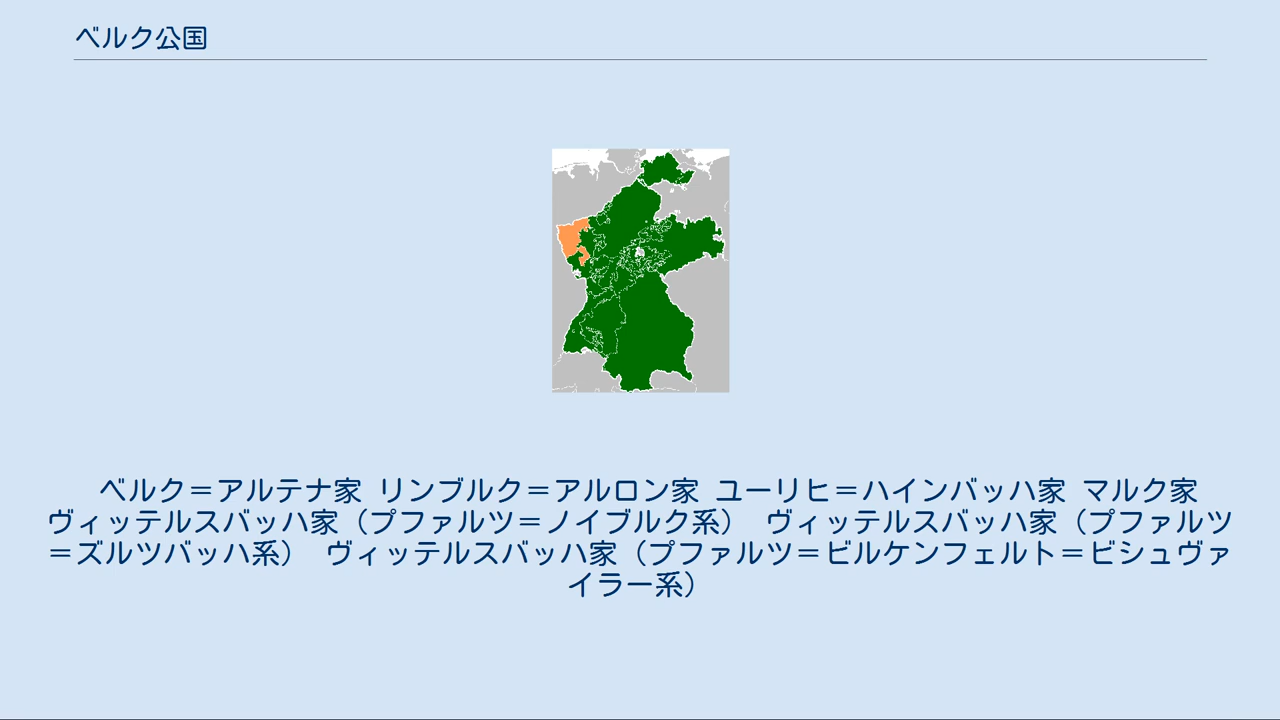 ベルク公国
ベルク＝アルテナ家 リンブルク＝アルロン家 ユーリヒ＝ハインバッハ家 マルク家
ヴィッテルスバッハ家（プファルツ＝ノイブルク系） ヴィッテルスバッハ家（プファルツ
＝ズルツバッハ系） ヴィッテルスバッハ家（プファルツ＝ビルケンフェルト＝ビシュヴァ
イラー系）